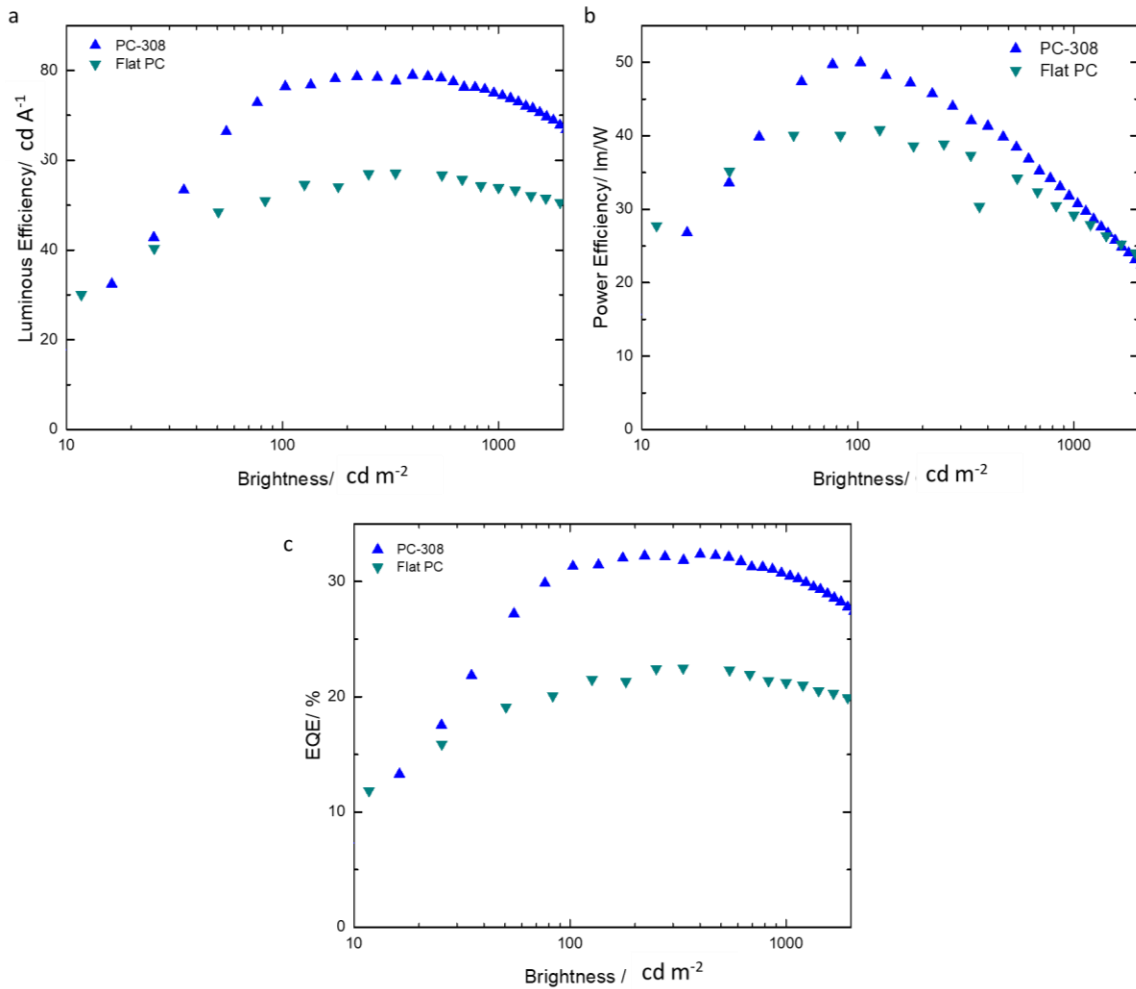 a
PC-308
Flat PC
80
60
40
20
0
10
100
1000
Luminous Efficiency/ cd A⁻¹
Brightness/ cd m⁻²
b
PC-308
Flat PC
50
40
30
20
10
0
10
100
1000
Power Efficiency/ lm/W
Brightness/ cd m⁻²
c
PC-308
Flat PC
30
20
10
0
10
100
1000
EQE/ %
Brightness / cd m⁻²